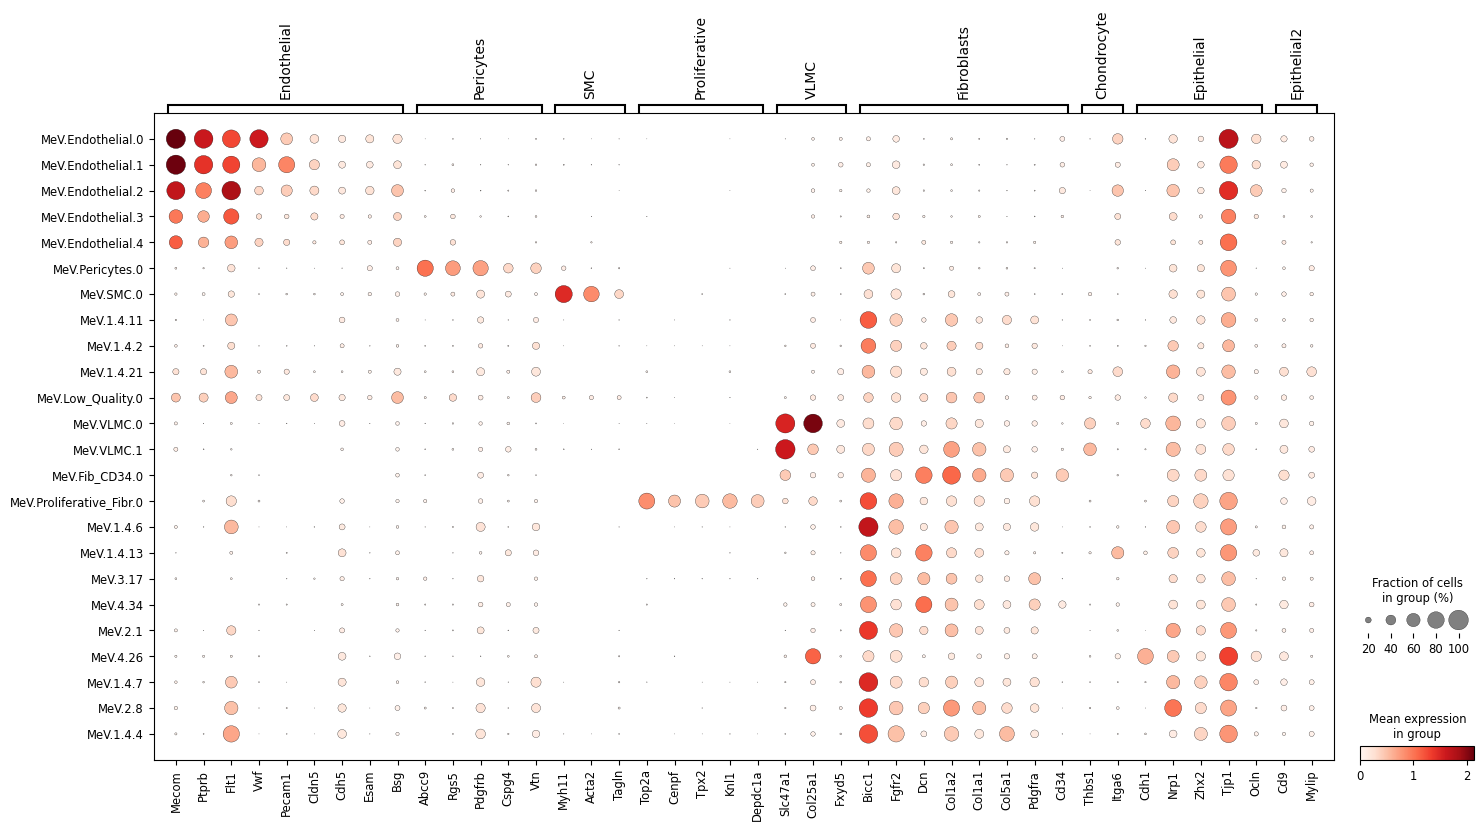 Endothelial
Pericytes
SMC
Proliferative
VLMC
Fibroblasts
Chondrocyte
Epithelial
Epithelial2
MeV.Endothelial.0
MeV.Endothelial.1
MeV.Endothelial.2
MeV.Endothelial.3
MeV.Endothelial.4
MeV.Pericytes.0
MeV.SMC.0
MeV.1.4.11
MeV.1.4.2
MeV.1.4.21
MeV.Low_Quality.0
MeV.VLMC.0
MeV.VLMC.1
MeV.Fib_CD34.0
MeV.Proliferative_Fibr.0
MeV.1.4.6
MeV.1.4.13
MeV.3.17
MeV.4.34
MeV.2.1
MeV.4.26
MeV.1.4.7
MeV.2.8
MeV.1.4.4
Mecom
Ptprb
Flt1
Vwf
Pecam1
Cldn5
Cdh5
Esam
Bsg
Abcc9
Rgs5
Pdgfrb
Cspg4
Vtn
Myh11
Acta2
Tagln
Top2a
Cenpf
Tpx2
Knl1
Depdc1a
Slc47a1
Col25a1
Fxyd5
Bicc1
Fgfr2
Dcn
Col1a2
Col1a1
Col5a1
Pdgfra
Cd34
Thbs1
Itga6
Cdh1
Nrp1
Zhx2
Tjp1
Ocln
Cd9
Mylip
Fraction of cells
in group (%)
20 40 60 80 100
Mean expression
in group
0 1 2